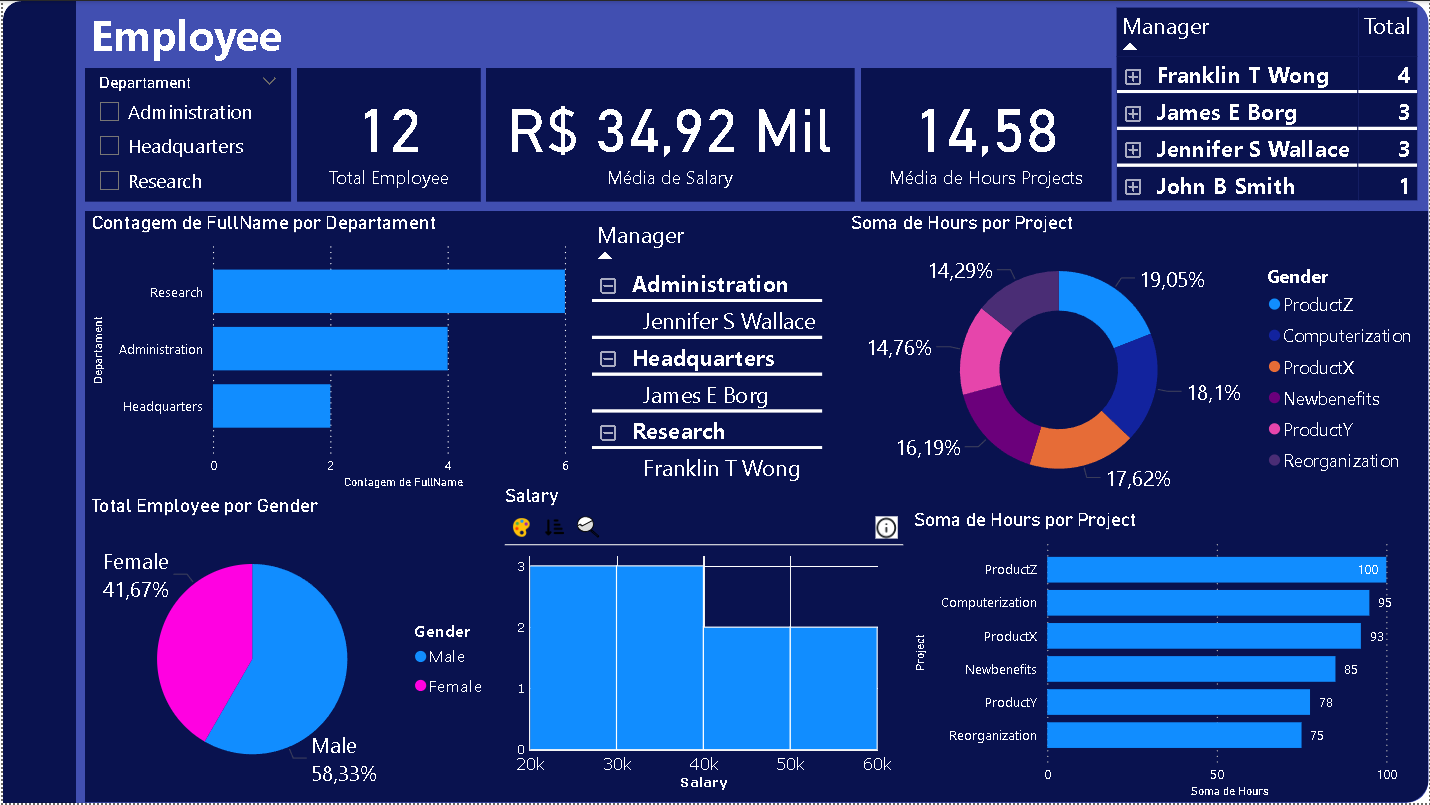 Employee
Departament
Administration
Headquarters
Research
12
Total Employee
R$ 34,92 Mil
Média de Salary
14,58
Média de Hours Projects
Manager Total
Franklin T Wong 4
James E Borg 3
Jennifer S Wallace 3
John B Smith 1
Contagem de FullName por Departament
Departament
Research
Administration
Headquarters
0 2 4 6
Contagem de FullName
Manager
Administration
Jennifer S Wallace
Headquarters
James E Borg
Research
Franklin T Wong
Soma de Hours por Project
14,29%
19,05%
14,76%
18,1%
16,19%
17,62%
Gender
ProductZ
Computerization
ProductX
Newbenefits
ProductY
Reorganization
Total Employee por Gender
Female
41,67%
Male
58,33%
Gender
Male
Female
Salary
3
2
1
0
20k 30k 40k 50k 60k
Salary
Soma de Hours por Project
Project
ProductZ 100
Computerization 95
ProductX 93
Newbenefits 85
ProductY 78
Reorganization 75
0 50 100
Soma de Hours